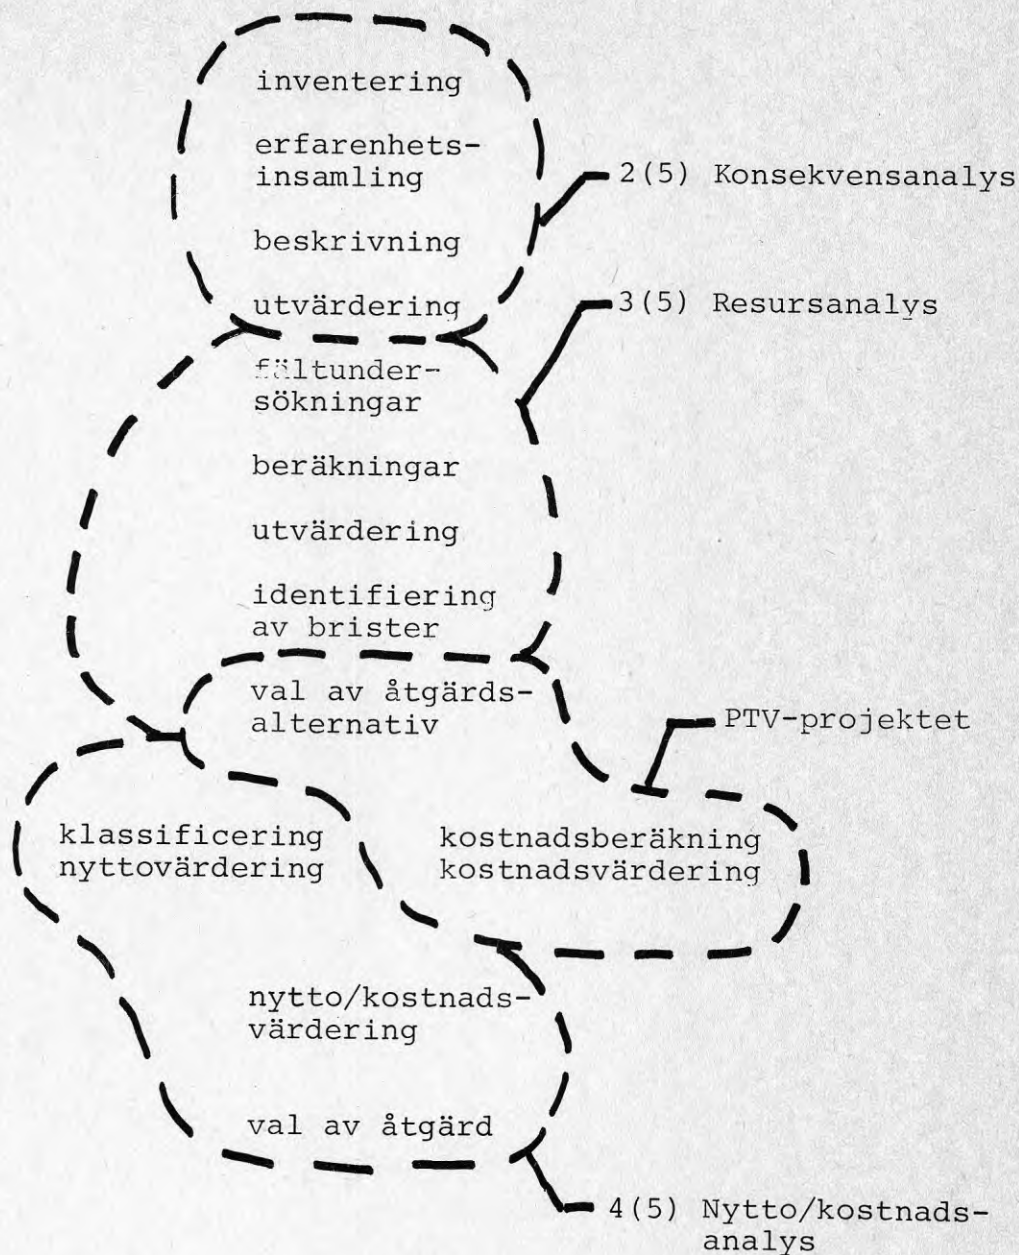 inventering
erfarenhets-
insamling
2(5) Konsekvensanalys
beskrivning
utvärdering
3(5) Resursanalys
fältunder-
sökningar
beräkningar
utvärdering
identifiering
av brister
val av åtgärds-
alternativ
PTV-projektet
klassificering
nyttovärdering
kostnadsberäkning
kostnadsvärdering
nytto/kostnads-
värdering
val av åtgärd
4(5) Nytto/kostnads-
analys